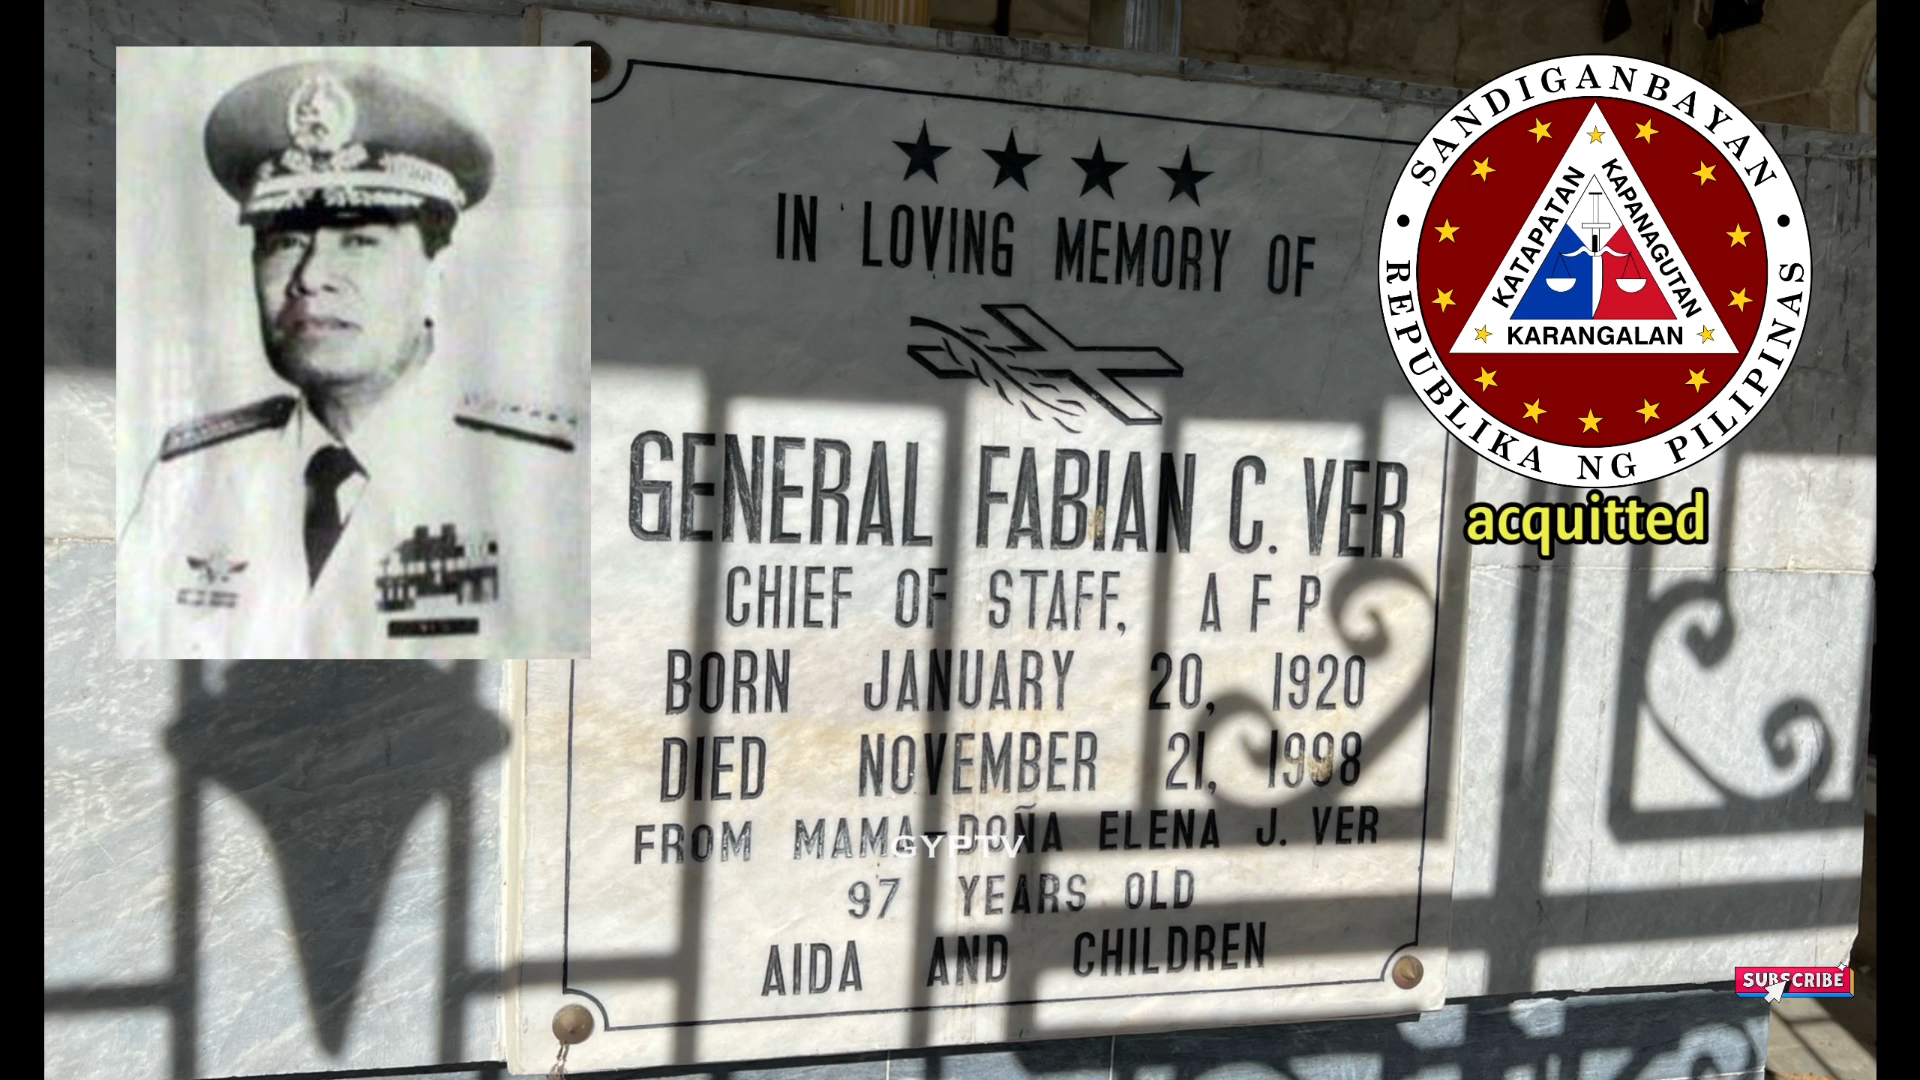 IN LOVING MEMORY OF
GENERAL FABIAN C. VER
CHIEF OF STAFF, A F P
BORN JANUARY 20, 1920
DIED NOVEMBER 21, 1998
FROM MAMA-DOÑA ELENA J. VER
97 YEARS OLD
AIDA AND CHILDREN
GYPTV
SANDIGANBAYAN
REPUBLIKA NG PILIPINAS
KATAPATAN
KAPANAGUTAN
KARANGALAN
acquitted
SUBSCRIBE